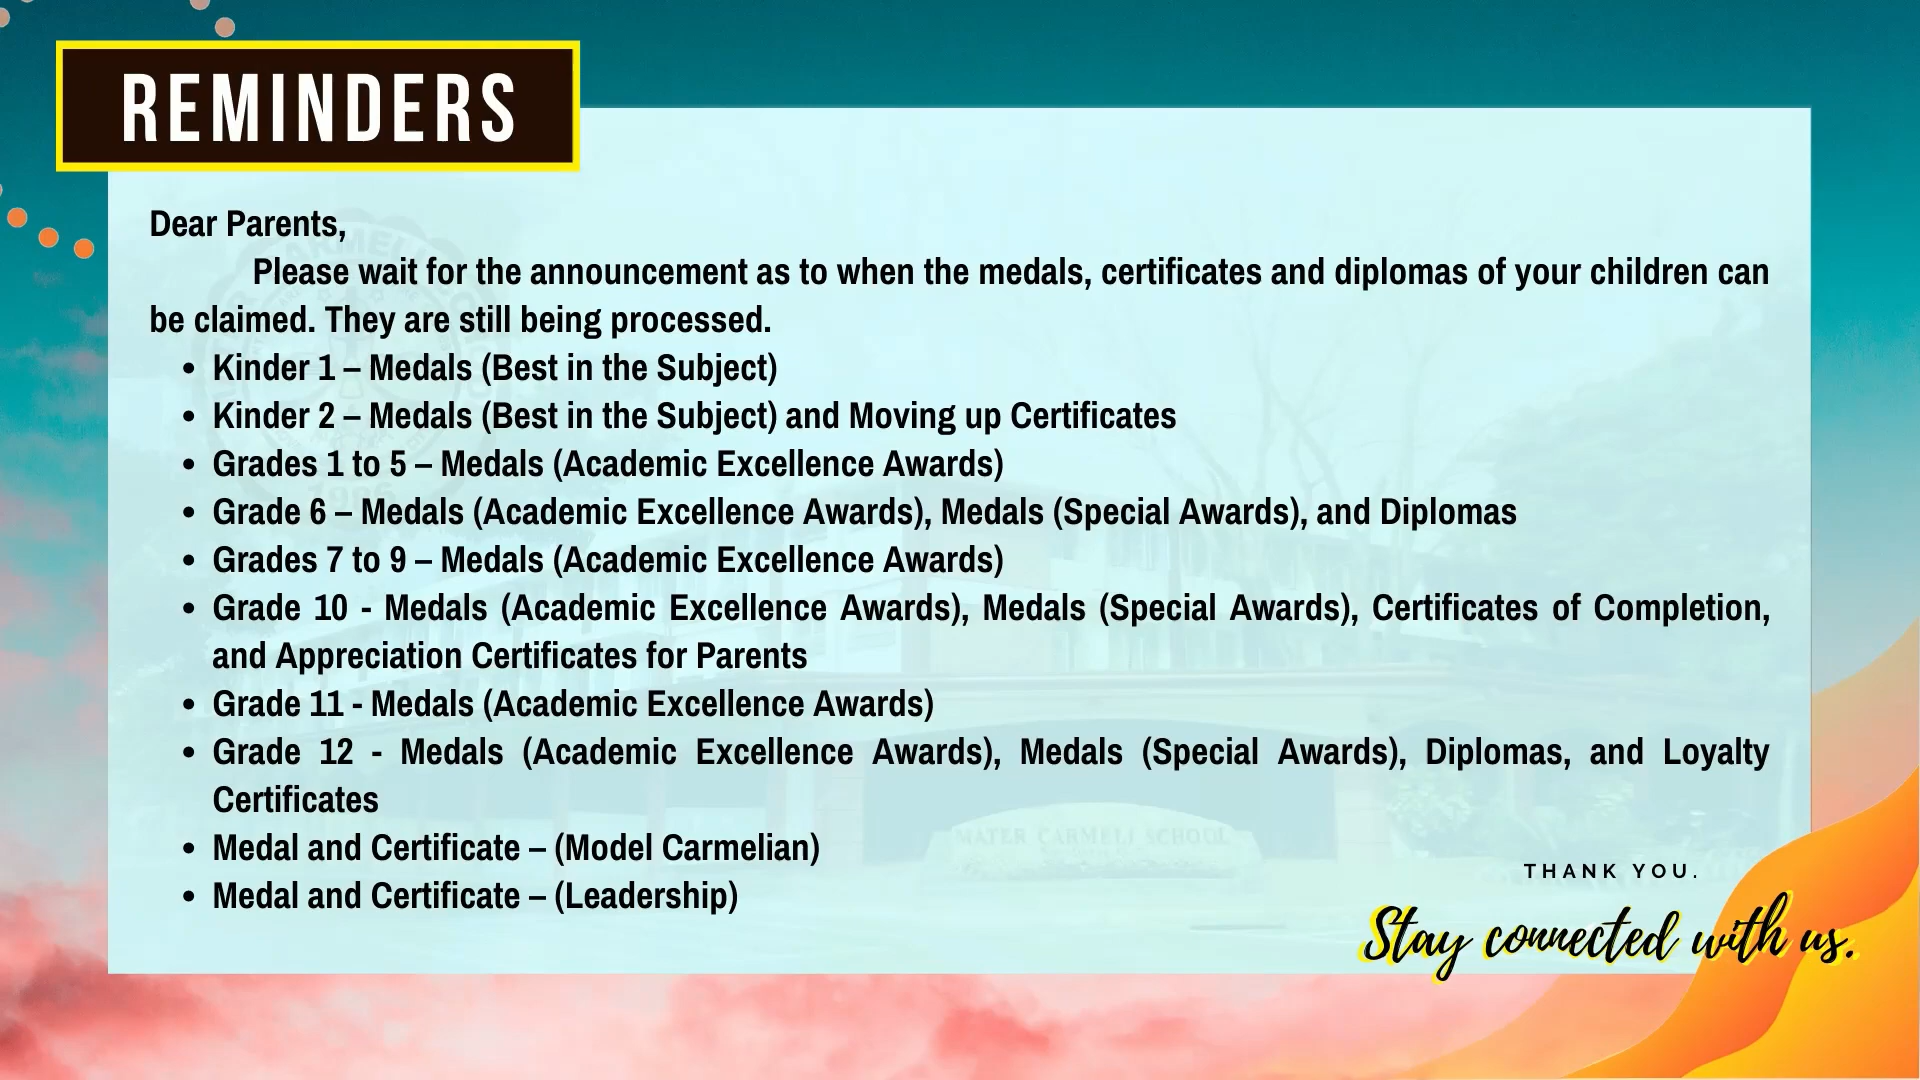 REMINDERS
Dear Parents,
Please wait for the announcement as to when the medals, certificates and diplomas of your children can
be claimed. They are still being processed.
• Kinder 1 – Medals (Best in the Subject)
• Kinder 2 – Medals (Best in the Subject) and Moving up Certificates
• Grades 1 to 5 – Medals (Academic Excellence Awards)
• Grade 6 – Medals (Academic Excellence Awards), Medals (Special Awards), and Diplomas
• Grades 7 to 9 – Medals (Academic Excellence Awards)
• Grade 10 - Medals (Academic Excellence Awards), Medals (Special Awards), Certificates of Completion,
and Appreciation Certificates for Parents
• Grade 11 - Medals (Academic Excellence Awards)
• Grade 12 - Medals (Academic Excellence Awards), Medals (Special Awards), Diplomas, and Loyalty
Certificates
• Medal and Certificate – (Model Carmelian)
• Medal and Certificate – (Leadership)
MATER CARMELI SCHOOL
THANK YOU.
Stay connected with us.